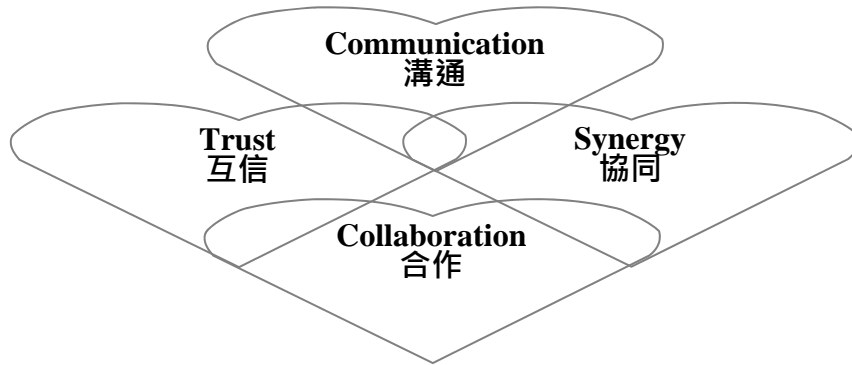 Communication
溝通
Trust
互信
Synergy
協同
Collaboration
合作